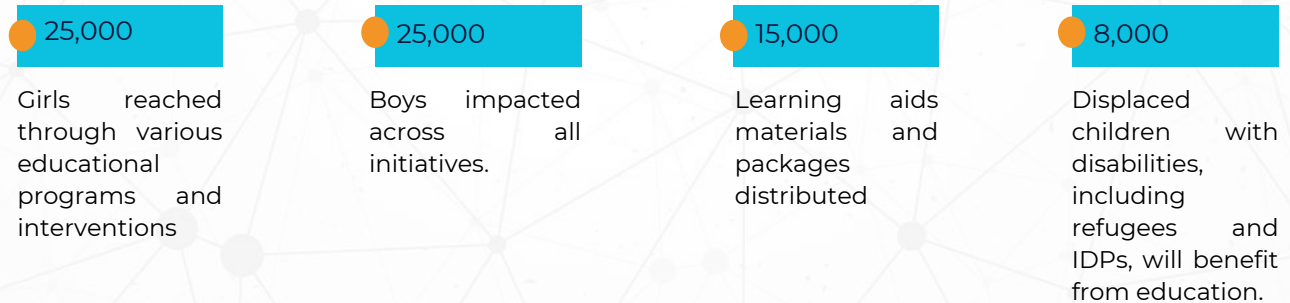 25,000
Girls reached
through various
educational
programs and
interventions
25,000
Boys impacted
across all
initiatives.
15,000
Learning aids
materials and
packages
distributed
8,000
Displaced
children with
disabilities,
including
refugees and
IDPs, will benefit
from education.